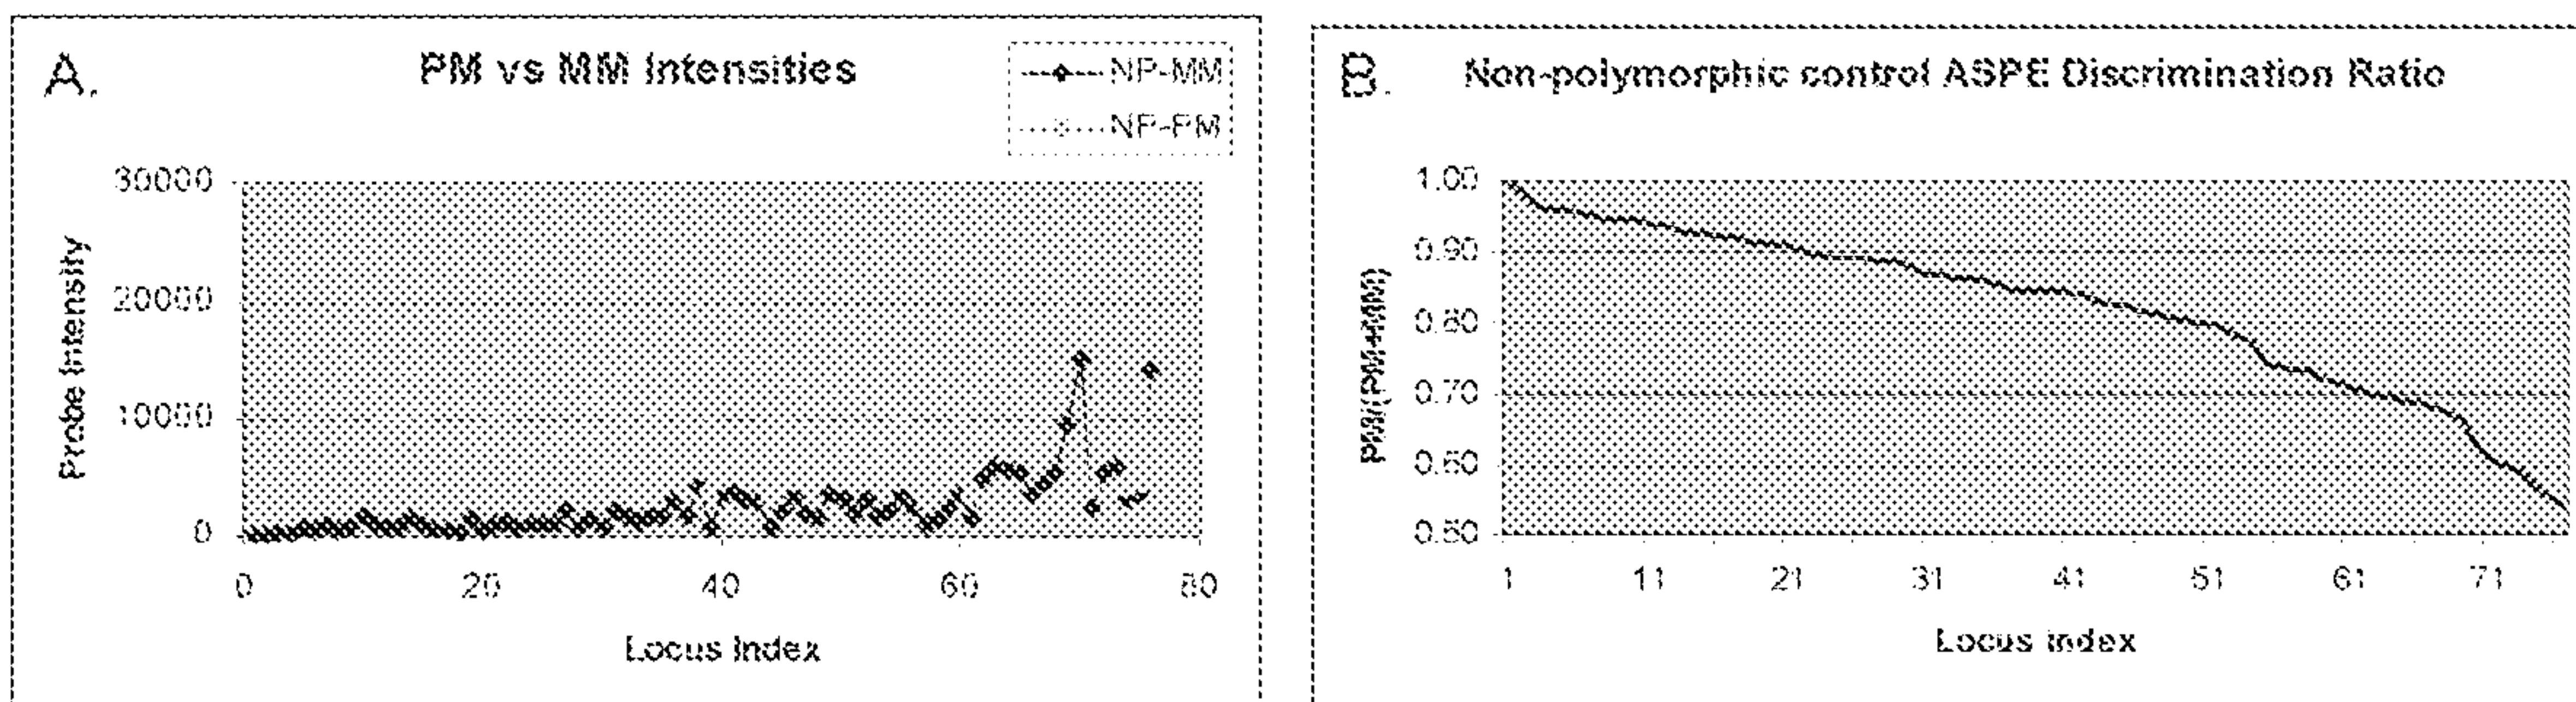 A.
PM vs MM Intensities
NP-MM
NP-PM
Probe Intensity
30000
20000
10000
0
0 20 40 60 80
Locus Index
B.
Non-polymorphic control ASPE Discrimination Ratio
PM/(PM+MM)
1.00
0.90
0.80
0.70
0.60
0.50
1 11 21 31 41 51 61 71
Locus index